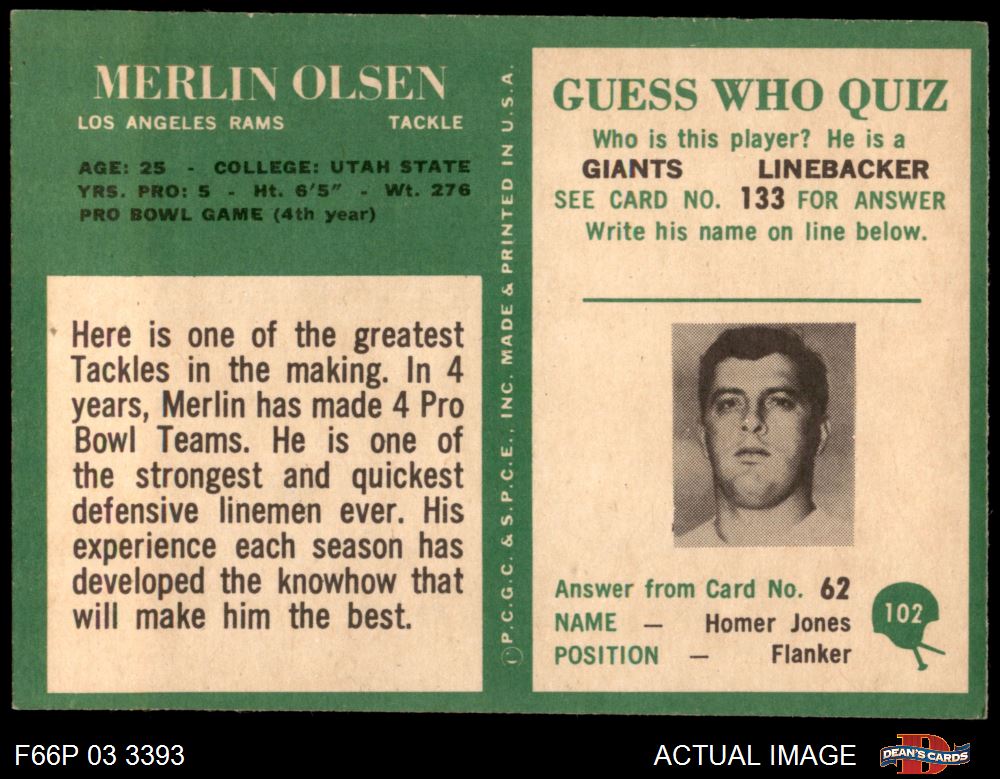 MERLIN OLSEN
LOS ANGELES RAMS TACKLE
AGE: 25 - COLLEGE: UTAH STATE
YRS. PRO: 5 - Ht. 6'5" - Wt. 276
PRO BOWL GAME (4th year)
Here is one of the greatest
Tackles in the making. In 4
years, Merlin has made 4 Pro
Bowl Teams. He is one of
the strongest and quickest
defensive linemen ever. His
experience each season has
developed the knowhow that
will make him the best.
©P.C.G.C. & S.P.C.E., INC. MADE & PRINTED IN U.S.A.
GUESS WHO QUIZ
Who is this player? He is a
GIANTS LINEBACKER
SEE CARD NO. 133 FOR ANSWER
Write his name on line below.
Answer from Card No. 62
NAME — Homer Jones
POSITION — Flanker
102
F66P 03 3393
ACTUAL IMAGE
DEAN'S CARDS